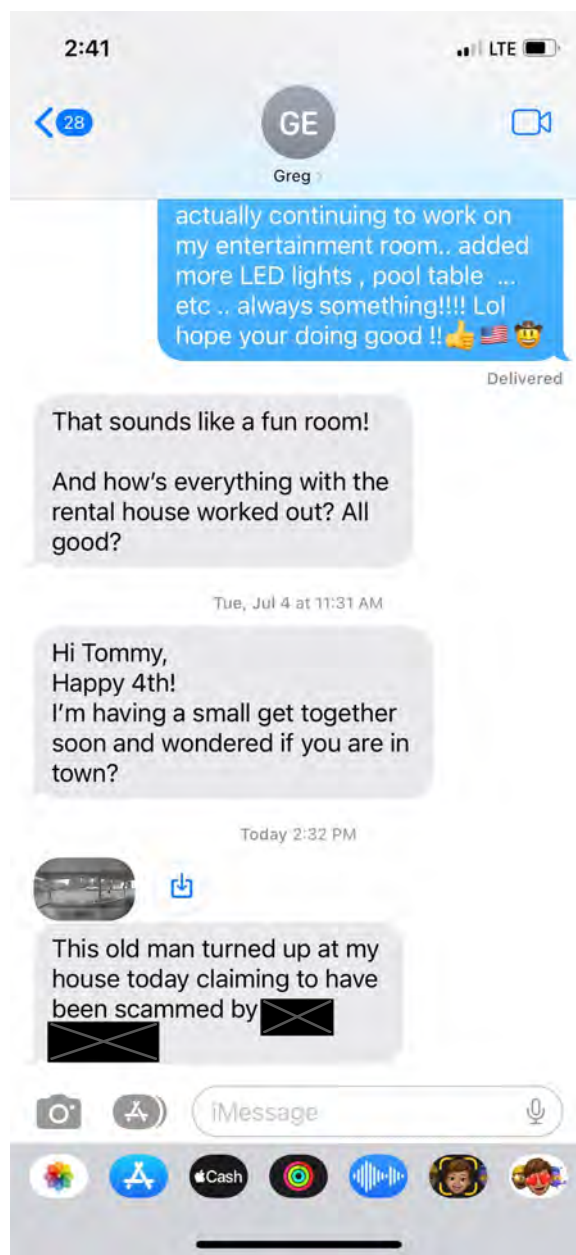 2:41
LTE
28
GE
Greg
actually continuing to work on
my entertainment room.. added
more LED lights , pool table ...
etc .. always something!!!! Lol
hope your doing good !!👍🇺🇸🤠
Delivered
That sounds like a fun room!
And how’s everything with the
rental house worked out? All
good?
Tue, Jul 4 at 11:31 AM
Hi Tommy,
Happy 4th!
I’m having a small get together
soon and wondered if you are in
town?
Today 2:32 PM
This old man turned up at my
house today claiming to have
been scammed by
iMessage
Cash